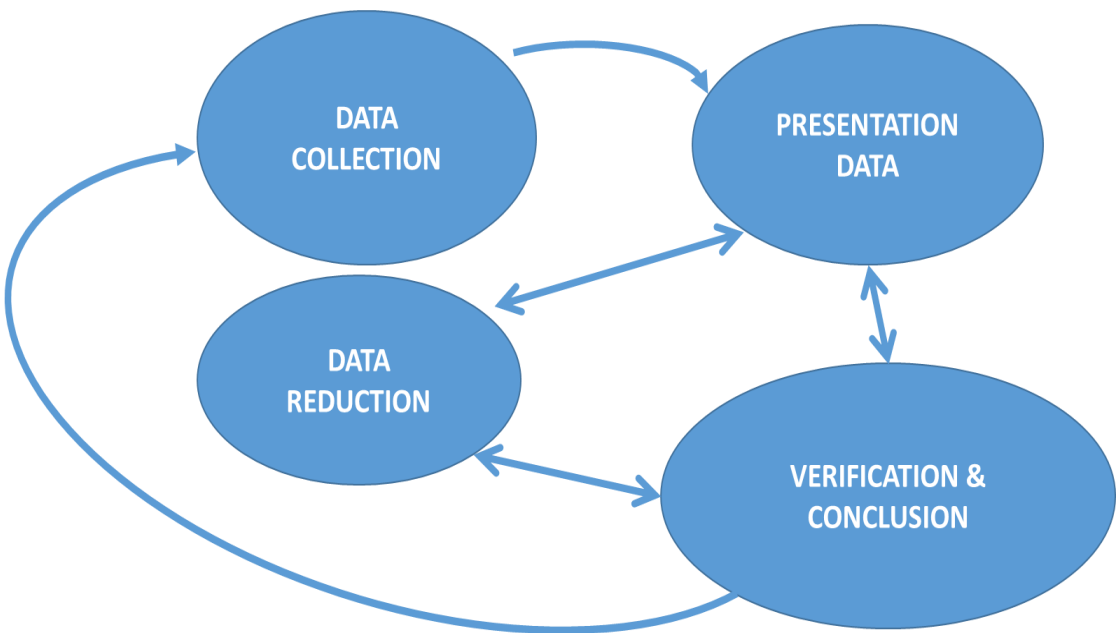 DATA
COLLECTION
PRESENTATION
DATA
DATA
REDUCTION
VERIFICATION &
CONCLUSION